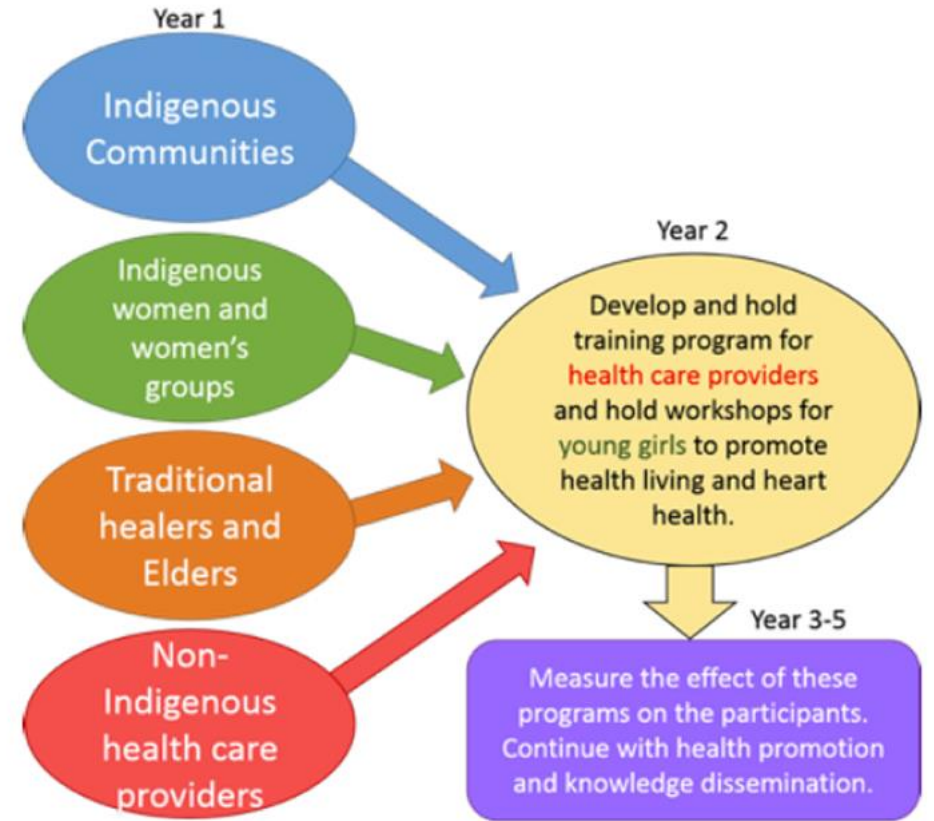 Year 1
Indigenous
Communities
Indigenous
women and
women's
groups
Traditional
healers and
Elders
Non-
Indigenous
health care
providers
Year 2
Develop and hold
training program for
health care providers
and hold workshops for
young girls to promote
health living and heart
health.
Year 3-5
Measure the effect of these
programs on the participants.
Continue with health promotion
and knowledge dissemination.